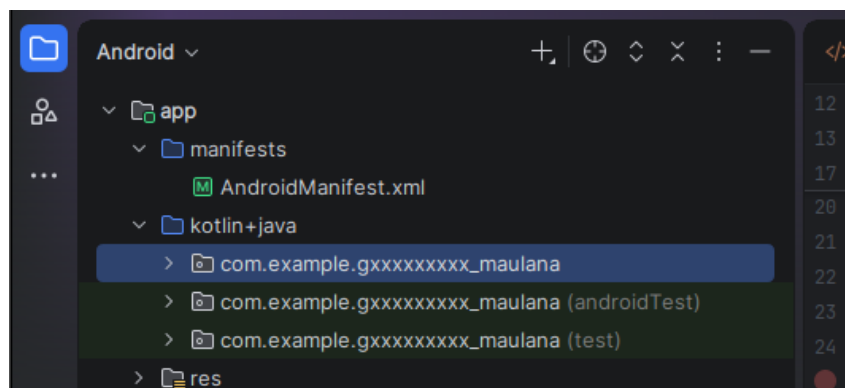 Android
</>
app
12
manifests
13
M AndroidManifest.xml
17
kotlin+java
20
21
com.example.gxxxxxxxxx_maulana
22
com.example.gxxxxxxxxx_maulana (androidTest)
23
com.example.gxxxxxxxxx_maulana (test)
24
res